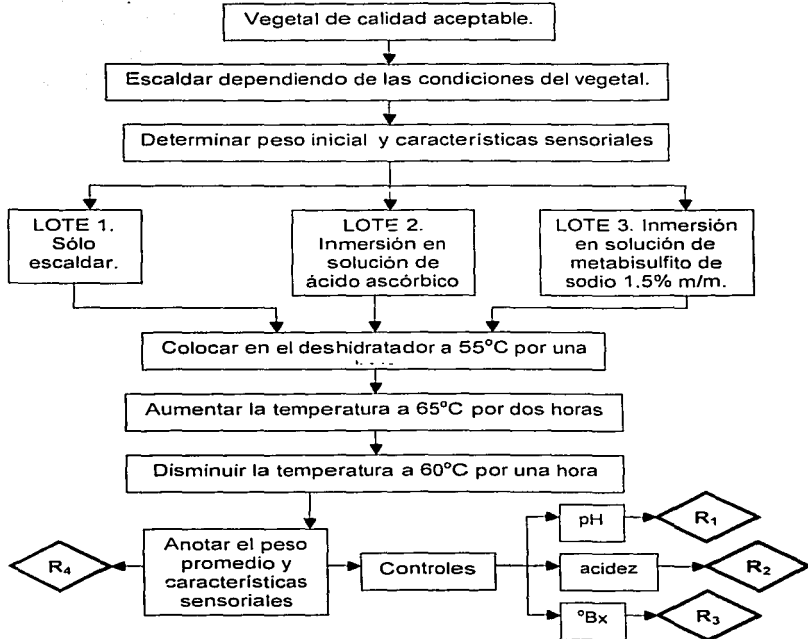 Vegetal de calidad aceptable.
Escaldar dependiendo de las condiciones del vegetal.
Determinar peso inicial y características sensoriales
LOTE 1.
Sólo
escaldar.
LOTE 2.
Inmersión en
solución de
ácido ascórbico
LOTE 3. Inmersión
en solución de
metabisulfito de
sodio 1.5% m/m.
Colocar en el deshidratador a 55°C por una
Aumentar la temperatura a 65°C por dos horas
Disminuir la temperatura a 60°C por una hora
R4
Anotar el peso
promedio y
características
sensoriales
Controles
pH
R1
acidez
R2
°Bx
R3